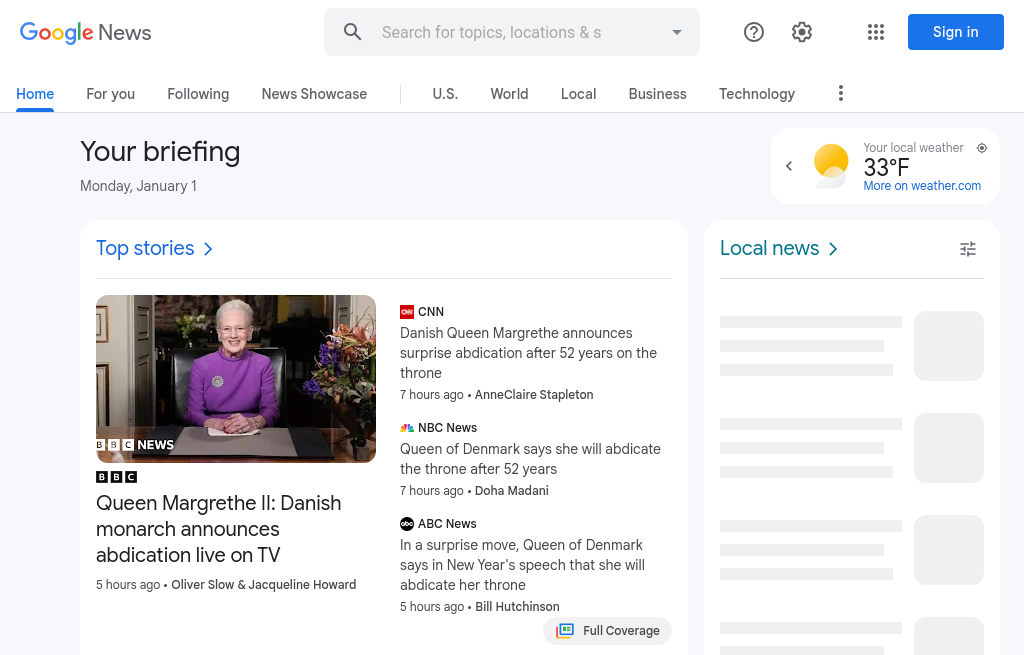 Google News
Search for topics, locations & s
Sign in
Home
For you
Following
News Showcase
U.S.
World
Local
Business
Technology
Your briefing
Monday, January 1
Your local weather
33°F
More on weather.com
Top stories
BBC NEWS
BBC
Queen Margrethe II: Danish
monarch announces
abdication live on TV
5 hours ago • Oliver Slow & Jacqueline Howard
CNN
CNN
Danish Queen Margrethe announces
surprise abdication after 52 years on the
throne
7 hours ago • AnneClaire Stapleton
NBC News
Queen of Denmark says she will abdicate
the throne after 52 years
7 hours ago • Doha Madani
abc
ABC News
In a surprise move, Queen of Denmark
says in New Year's speech that she will
abdicate her throne
5 hours ago • Bill Hutchinson
Full Coverage
Local news